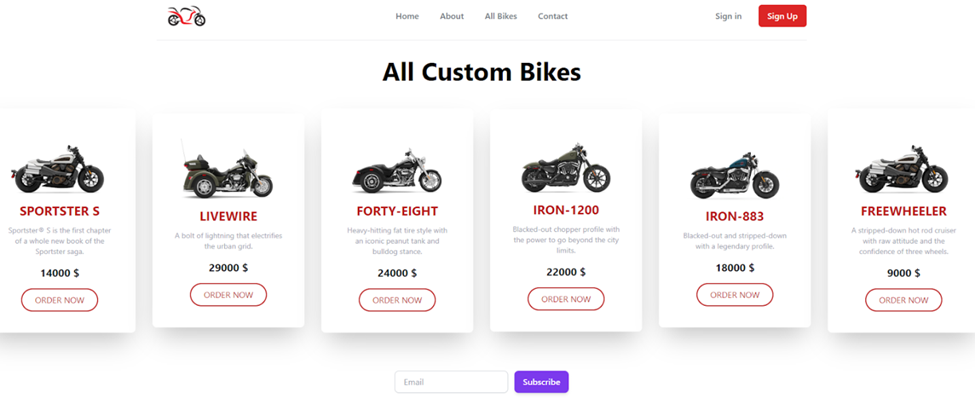 Home About All Bikes Contact Sign in Sign Up
All Custom Bikes
SPORTSTER S
Sportster® S is the first chapter
of a whole new book of the
Sportster saga.
14000 $
ORDER NOW
LIVEWIRE
A bolt of lightning that electrifies
the urban grid.
29000 $
ORDER NOW
FORTY-EIGHT
Heavy-hitting fat tire style with
an iconic peanut tank and
bulldog stance.
24000 $
ORDER NOW
IRON-1200
Blacked-out chopper profile with
the power to go beyond the city
limits.
22000 $
ORDER NOW
IRON-883
Blacked-out and stripped-down
with a legendary profile.
18000 $
ORDER NOW
FREEWHEELER
A stripped-down hot rod cruiser
with raw attitude and the
confidence of three wheels.
9000 $
ORDER NOW
Email Subscribe